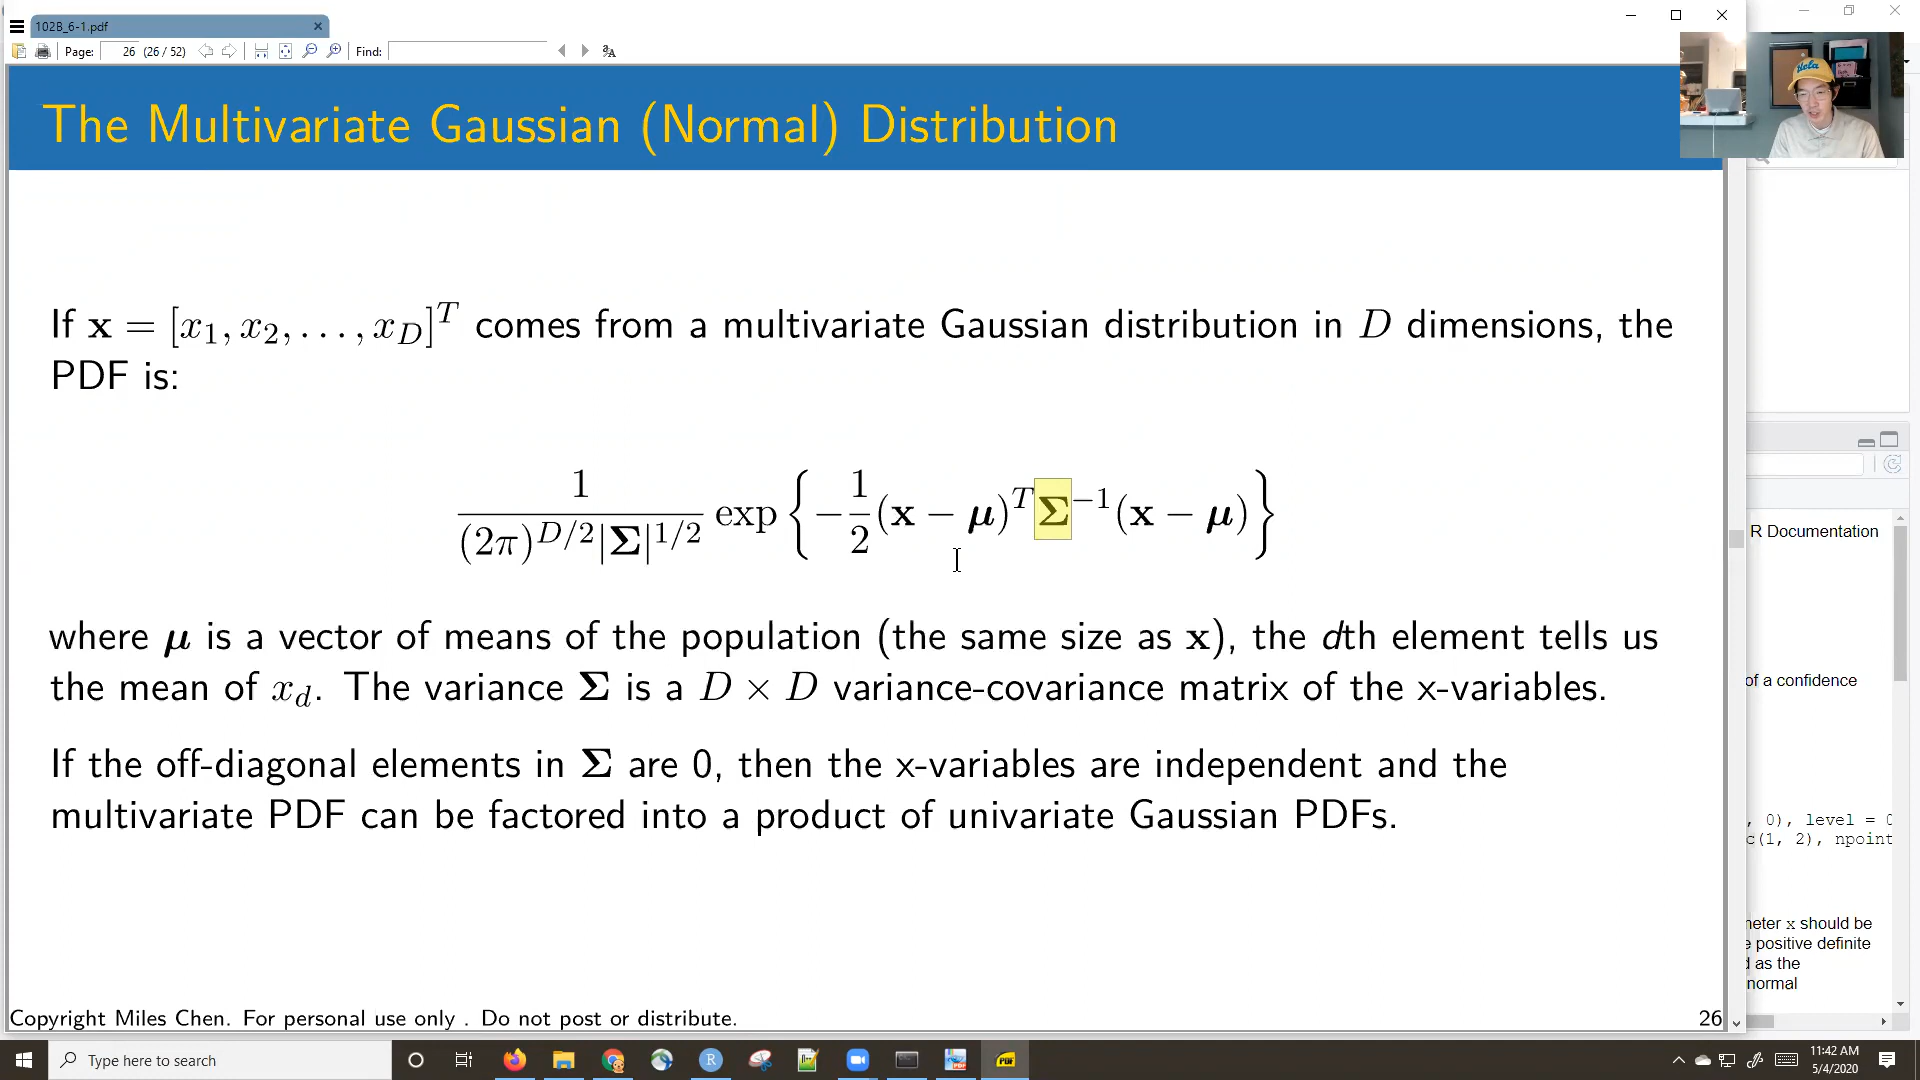 102B_6-1.pdf
Page: 26 (26 / 52) Find:
The Multivariate Gaussian (Normal) Distribution
If x = [x₁, x₂, . . . , x_D]ᵀ comes from a multivariate Gaussian distribution in D dimensions, the
PDF is:
1/((2π)^{D/2}|Σ|^{1/2}) exp{−1/2(x − μ)ᵀΣ⁻¹(x − μ)}
where μ is a vector of means of the population (the same size as x), the dth element tells us
the mean of x_d. The variance Σ is a D × D variance-covariance matrix of the x-variables.
If the off-diagonal elements in Σ are 0, then the x-variables are independent and the
multivariate PDF can be factored into a product of univariate Gaussian PDFs.
Copyright Miles Chen. For personal use only . Do not post or distribute. 26
R Documentation
of a confidence
, 0), level = 0
c(1, 2), npoint
meter x should be
e positive definite
d as the
normal
Type here to search
11:42 AM
5/4/2020